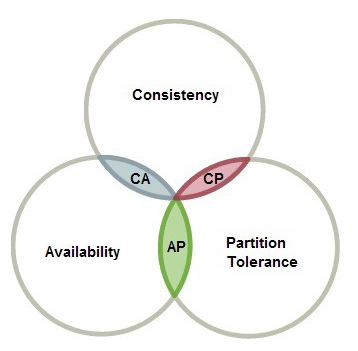 Consistency
CA
CP
Availability
AP
Partition
Tolerance